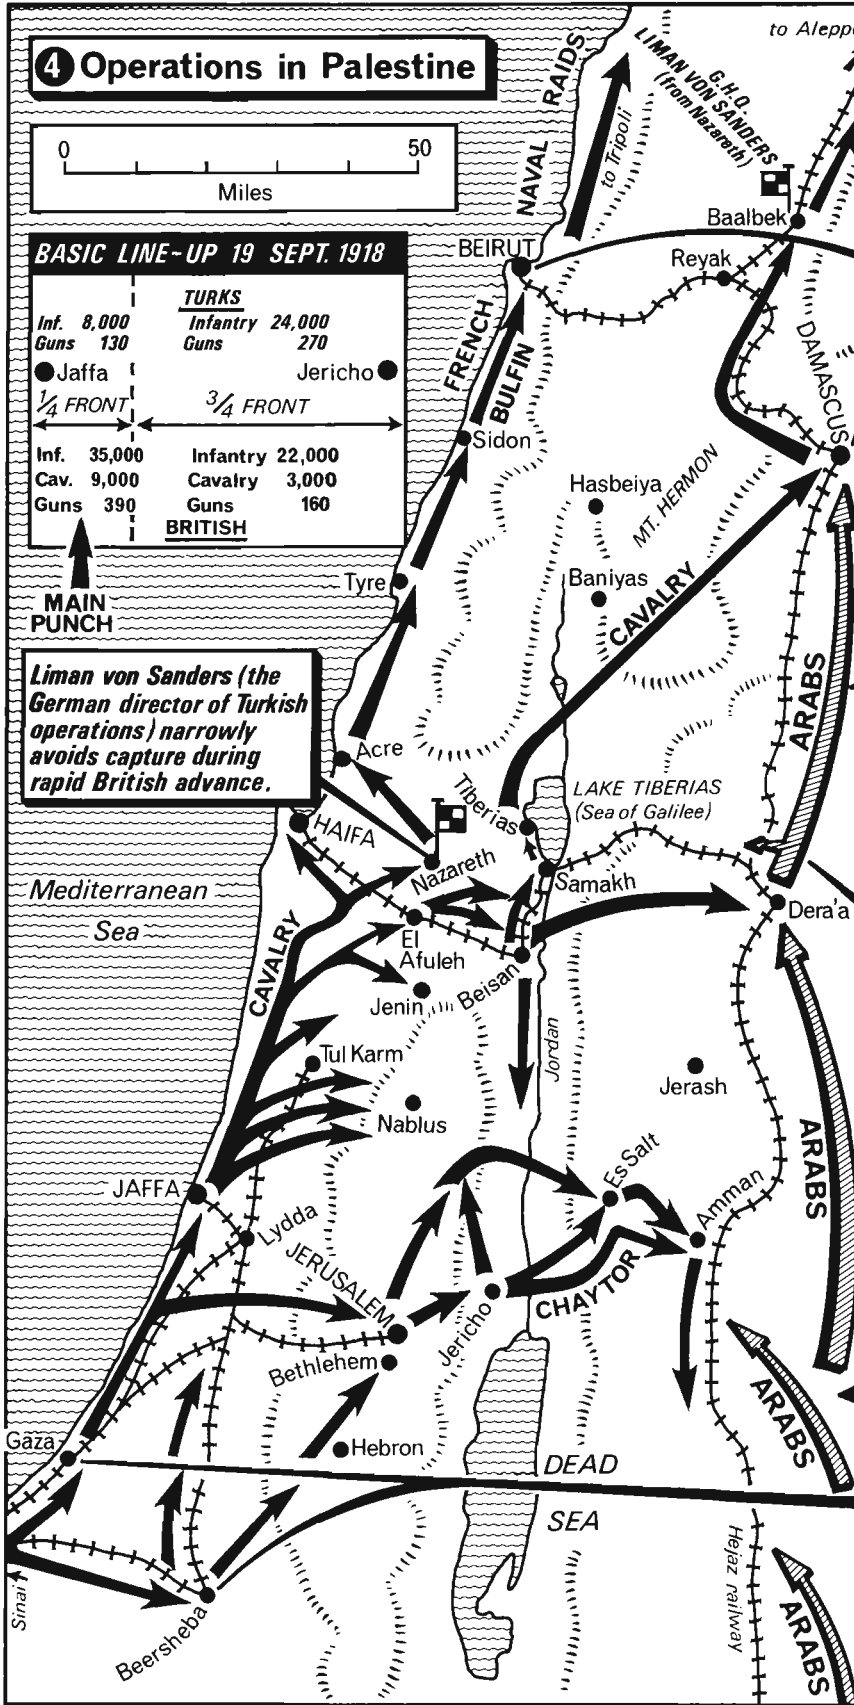 4 Operations in Palestine
0 50
Miles
BASIC LINE-UP 19 SEPT. 1918
TURKS
Inf. 8,000 Infantry 24,000
Guns 130 Guns 270
Jaffa Jericho
1/4 FRONT 3/4 FRONT
Inf. 35,000 Infantry 22,000
Cav. 9,000 Cavalry 3,000
Guns 390 Guns 160
BRITISH
MAIN
PUNCH
Liman von Sanders (the
German director of Turkish
operations) narrowly
avoids capture during
rapid British advance.
to Aleppo
G.H.Q.
LIMAN VON SANDERS
(from Nazareth)
FRENCH NAVAL RAIDS
to Tripoli
Baalbek
BEIRUT
Reyak
DAMASCUS
BULFIN
Sidon
Hasbeiya
MT. HERMON
Tyre
Baniyas
CAVALRY
ARABS
Acre
Tiberias
LAKE TIBERIAS
(Sea of Galilee)
HAIFA
Nazareth
Samakh
Mediterranean
Sea
Dera'a
El
Afuleh
CAVALRY
Jenin
Beisan
Jordan
Tul Karm
Jerash
Nablus
ARABS
JAFFA
Es Salt
Amman
Lydda
JERUSALEM
CHAYTOR
Jericho
Bethlehem
ARABS
Gaza
Hebron
DEAD
SEA
Sinai
Beersheba
Hejaz railway
ARABS